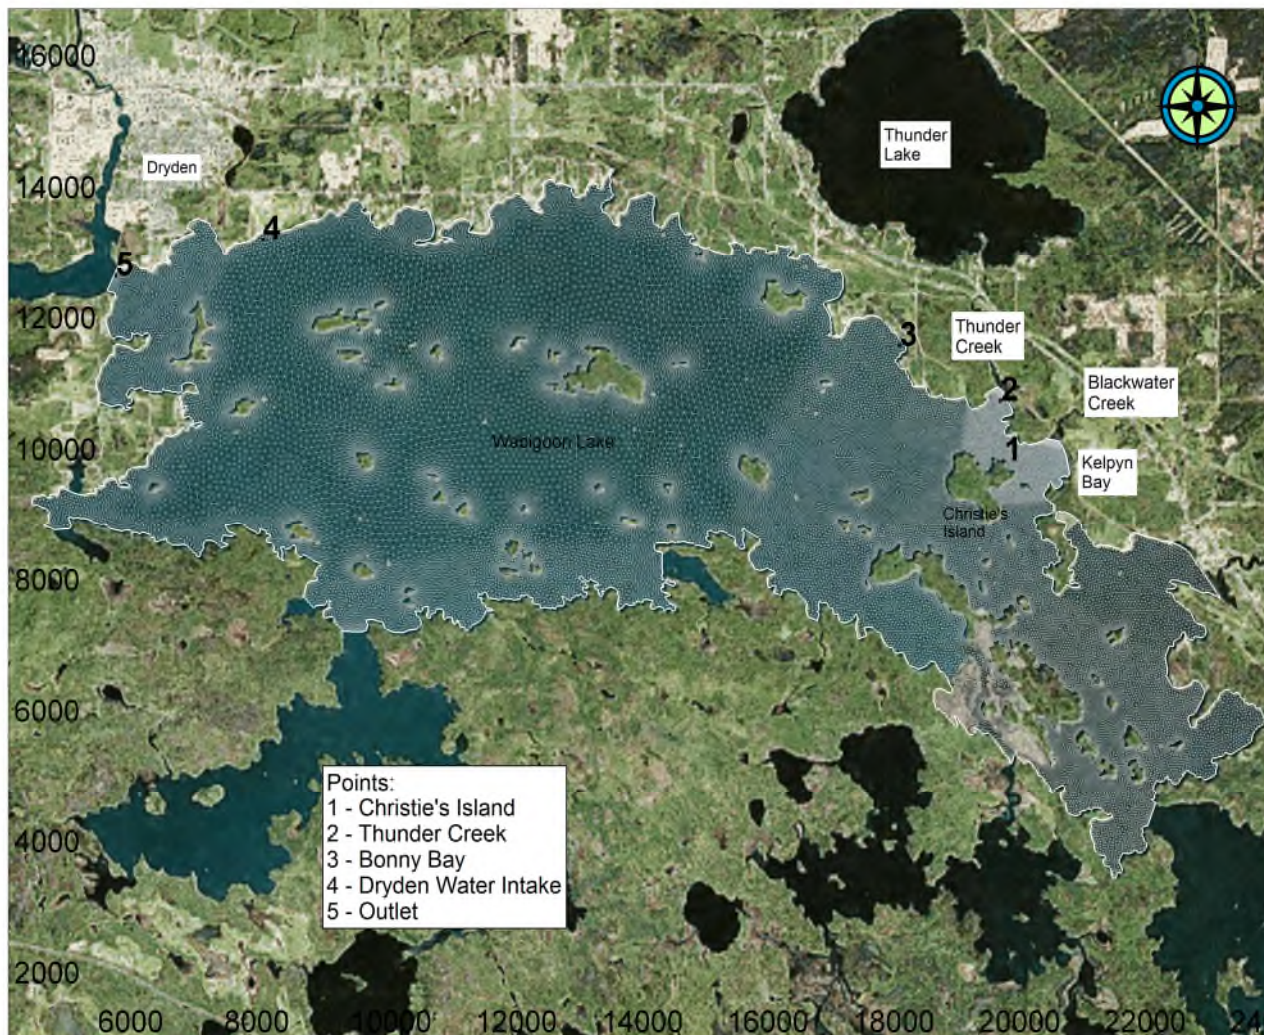 16000
Thunder
Lake
Dryden
14000
4
5
12000
3
Thunder
Creek
2
Blackwater
Creek
10000
Wabigoon Lake
1
Kelpyn
Bay
Christie's
Island
8000
6000
Points:
1 - Christie's Island
2 - Thunder Creek
3 - Bonny Bay
4 - Dryden Water Intake
5 - Outlet
4000
2000
6000 8000 10000 12000 14000 16000 18000 20000 22000 24